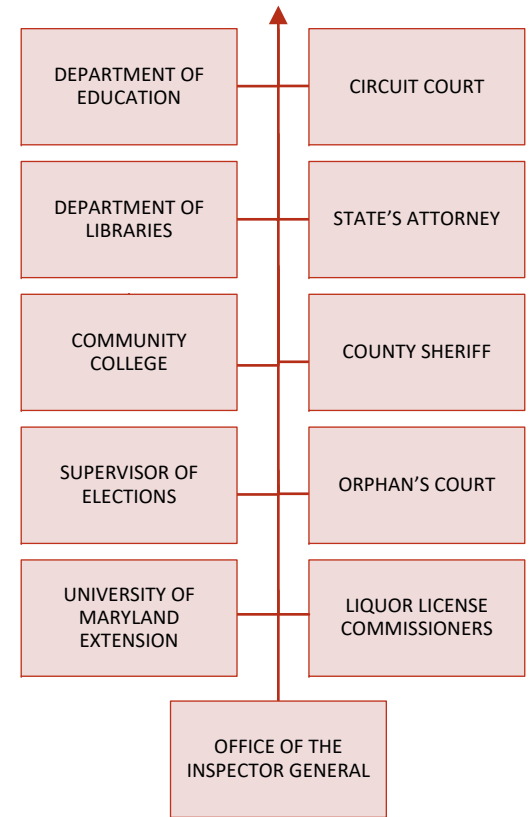 DEPARTMENT OF
EDUCATION
CIRCUIT COURT
DEPARTMENT OF
LIBRARIES
STATE’S ATTORNEY
COMMUNITY
COLLEGE
COUNTY SHERIFF
SUPERVISOR OF
ELECTIONS
ORPHAN’S COURT
UNIVERSITY OF
MARYLAND
EXTENSION
LIQUOR LICENSE
COMMISSIONERS
OFFICE OF THE
INSPECTOR GENERAL